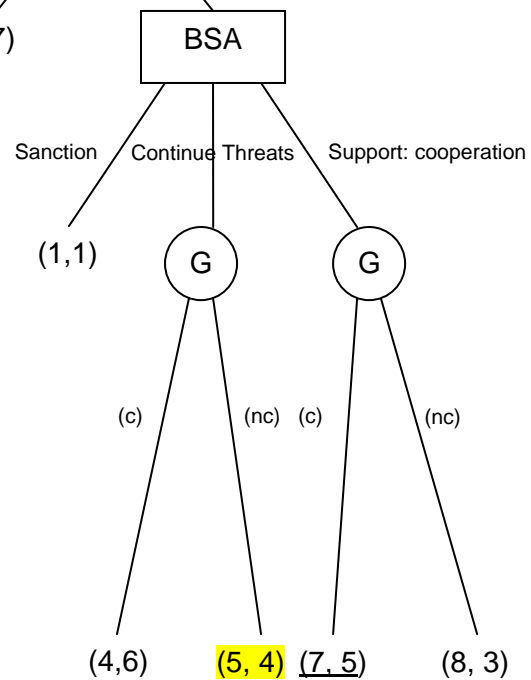 7)
BSA
Sanction Continue Threats Support: cooperation
(1,1) G G
(c) (nc) (c) (nc)
(4,6) (5, 4) (7, 5) (8, 3)